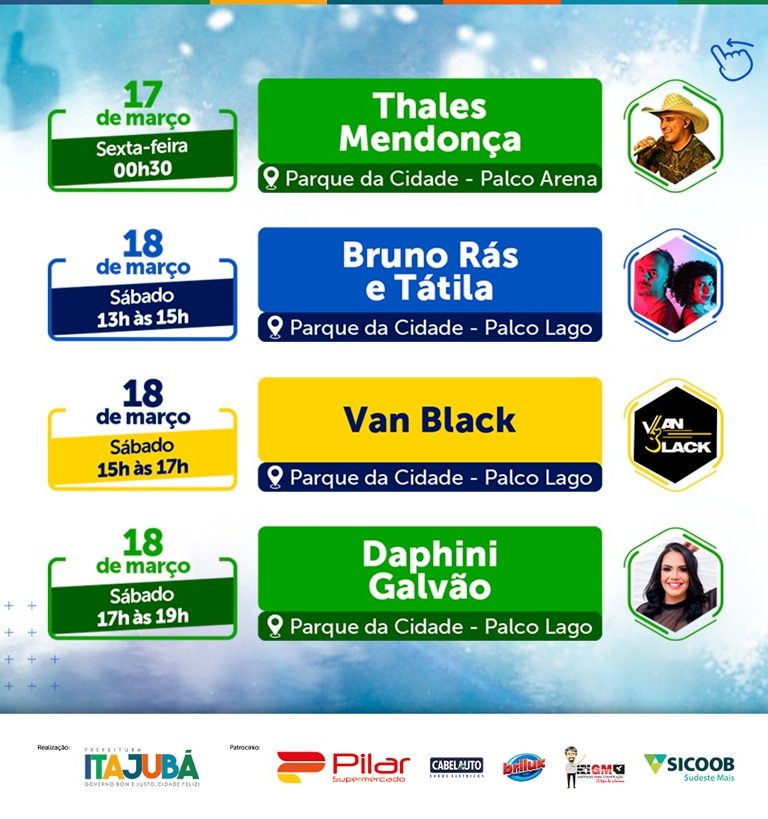 17
de março
Sexta-feira
00h30
Thales
Mendonça
Parque da Cidade - Palco Arena
18
de março
Sábado
13h às 15h
Bruno Rás
e Tátila
Parque da Cidade - Palco Lago
18
de março
Sábado
15h às 17h
Van Black
Parque da Cidade - Palco Lago
VAN
BLACK
18
de março
Sábado
17h às 19h
Daphini
Galvão
Parque da Cidade - Palco Lago
Realização:
PREFEITURA
ITAJUBÁ
GOVERNO BOM E JUSTO, CIDADE FELIZ!
Patrocínio:
Pilar
Supermercado
CABELAUTO
CABOS ELÉTRICOS
brilux
GM
SICOOB
Sudeste Mais